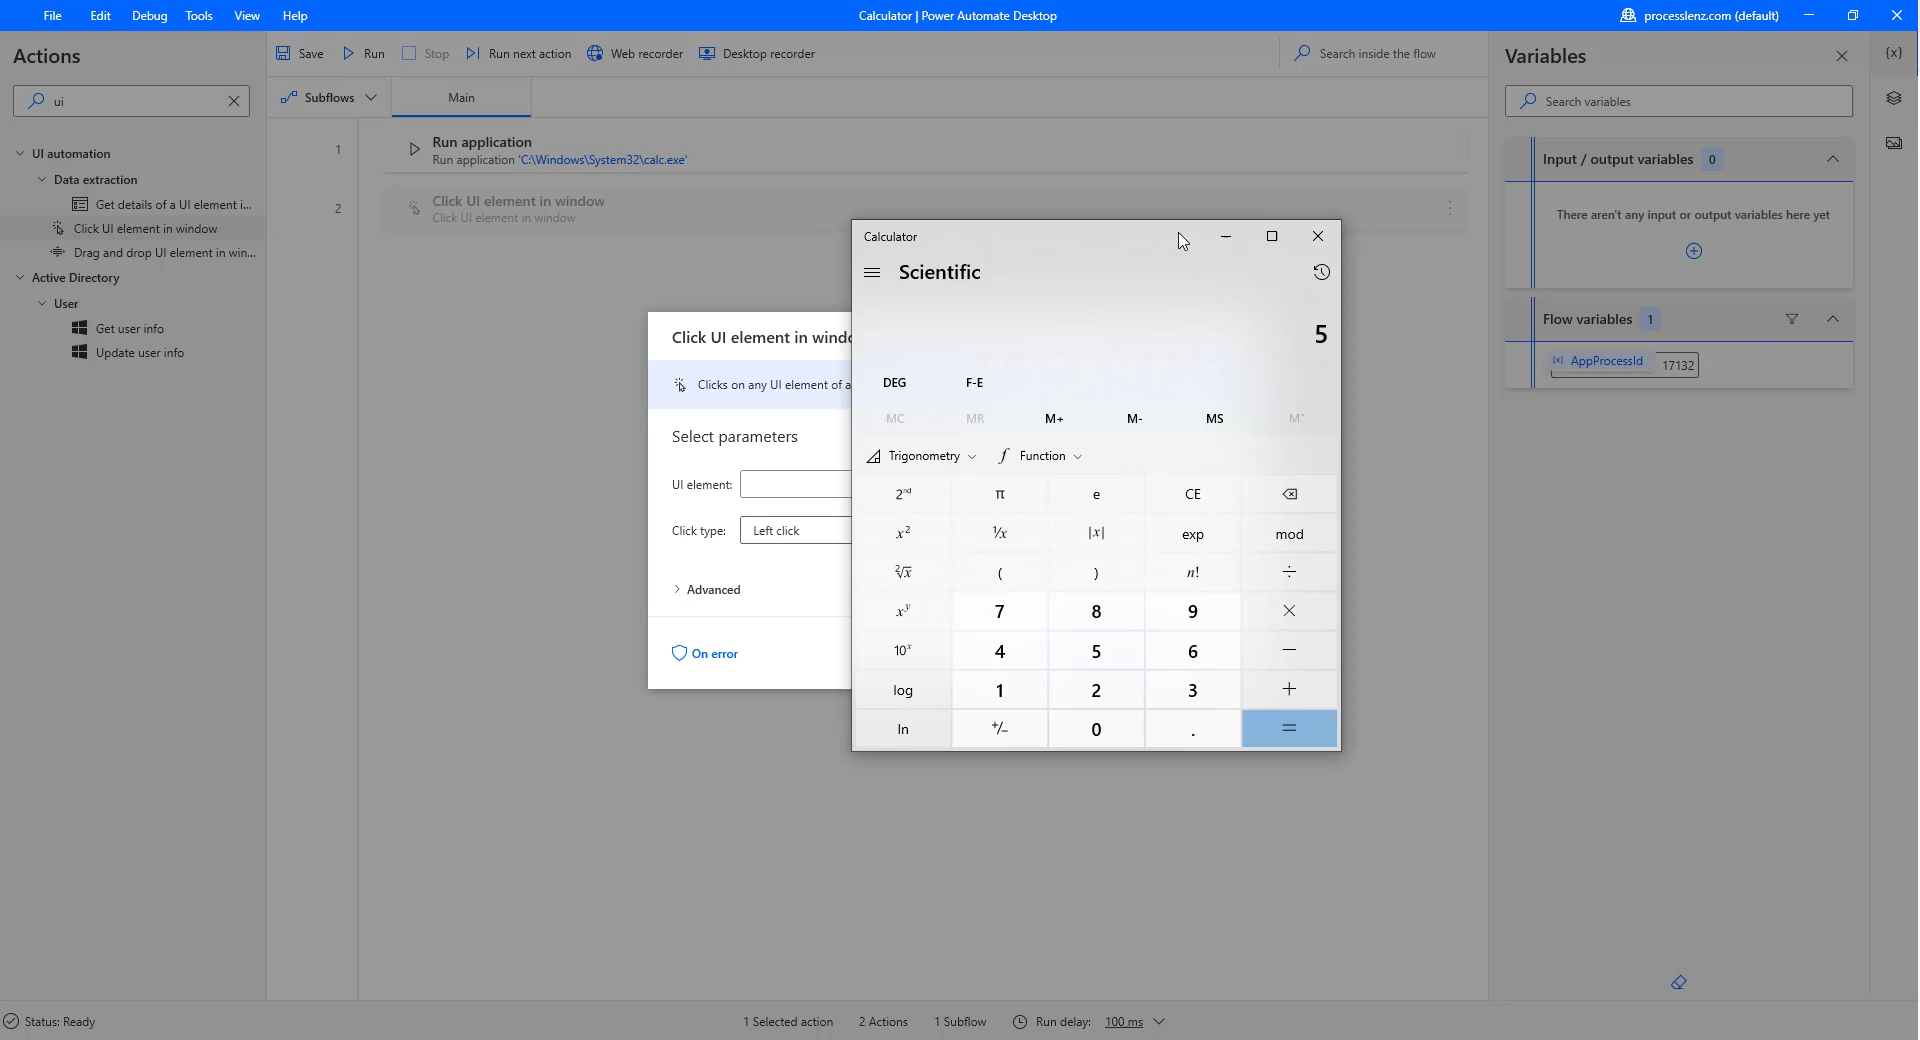 File Edit Debug Tools View Help
Calculator | Power Automate Desktop
processlenz.com (default)
Actions
ui
UI automation
Data extraction
Get details of a UI element i...
Click UI element in window
Drag and drop UI element in win...
Active Directory
User
Get user info
Update user info
Save Run Stop Run next action Web recorder Desktop recorder
Search inside the flow
Subflows Main
1
Run application
Run application 'C:\Windows\System32\calc.exe'
2
Click UI element in window
Click UI element in window
Click UI element in windo
Clicks on any UI element of a
Select parameters
UI element:
Click type: Left click
Advanced
On error
Calculator
Scientific
5
DEG F-E
MC MR M+ M- MS M˅
Trigonometry Function
2ⁿᵈ π e CE
x² ⅟x |x| exp mod
²√x ( ) n! ÷
xʸ 7 8 9 ×
10ˣ 4 5 6 −
log 1 2 3 +
ln +/− 0 . =
Variables
{x}
Search variables
Input / output variables 0
There aren't any input or output variables here yet
Flow variables 1
(x) AppProcessId 17132
Status: Ready
1 Selected action 2 Actions 1 Subflow Run delay: 100 ms